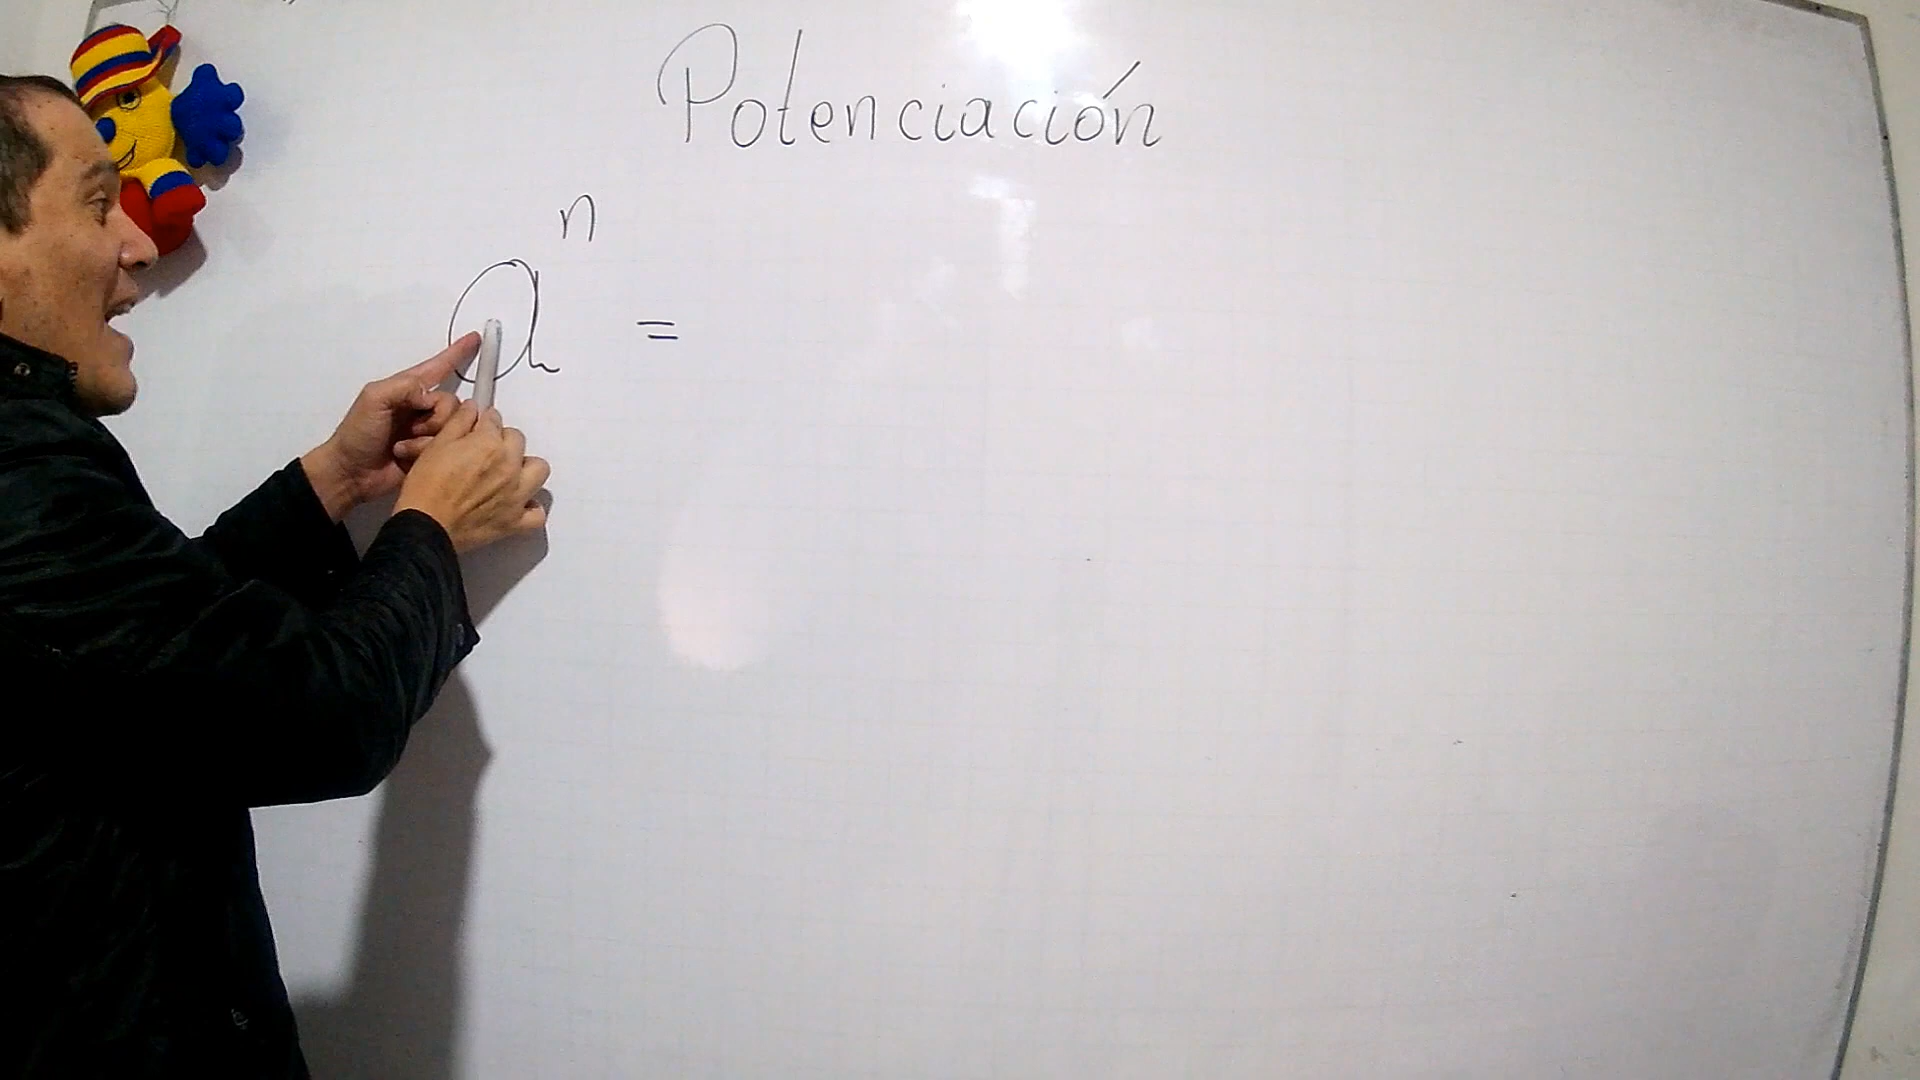 Potenciación
a^n =